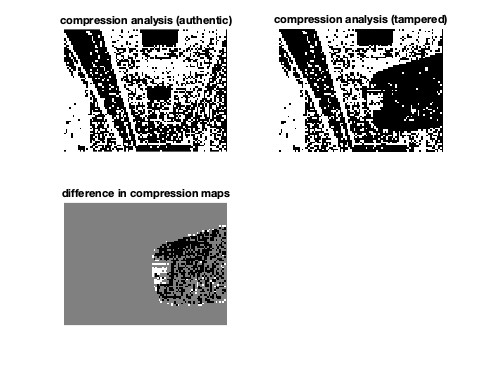 compression analysis (authentic)
compression analysis (tampered)
difference in compression maps